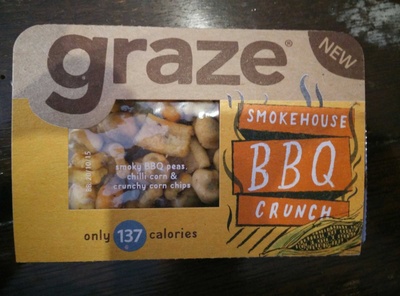 graze®
NEW
SMOKEHOUSE
BBQ
CRUNCH
smoky BBQ peas,
chilli corn &
crunchy corn chips
only 137 calories